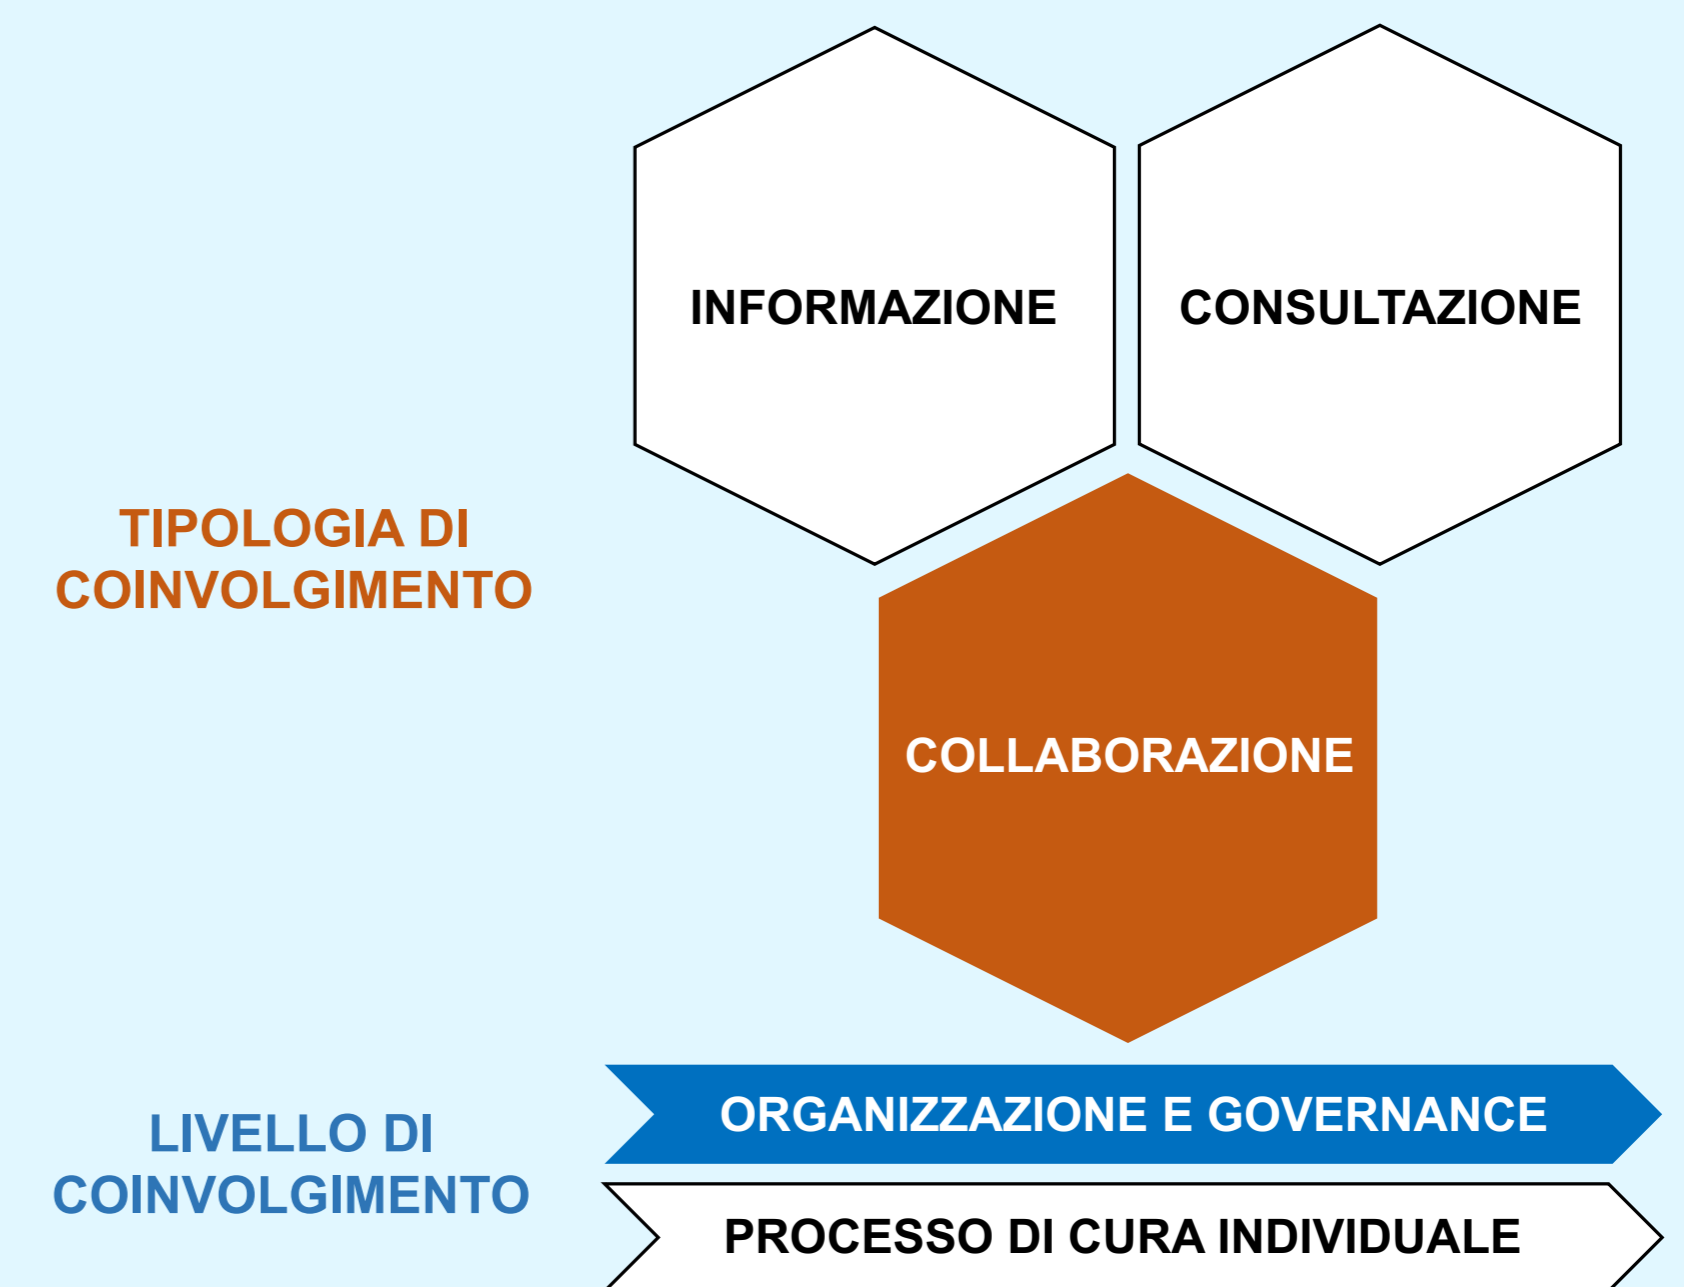 INFORMAZIONE
CONSULTAZIONE
TIPOLOGIA DI
COINVOLGIMENTO
COLLABORAZIONE
LIVELLO DI
COINVOLGIMENTO
ORGANIZZAZIONE E GOVERNANCE
PROCESSO DI CURA INDIVIDUALE